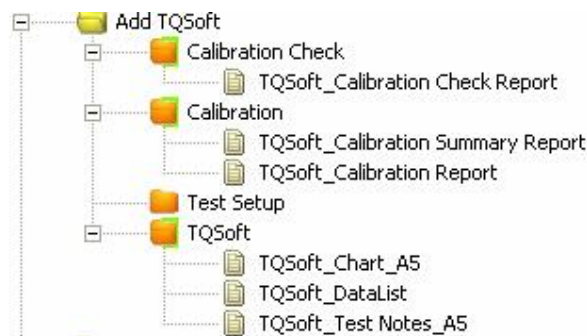 Add TQSoft
Calibration Check
TQSoft_Calibration Check Report
Calibration
TQSoft_Calibration Summary Report
TQSoft_Calibration Report
Test Setup
TQSoft
TQSoft_Chart_A5
TQSoft_DataList
TQSoft_Test Notes_A5